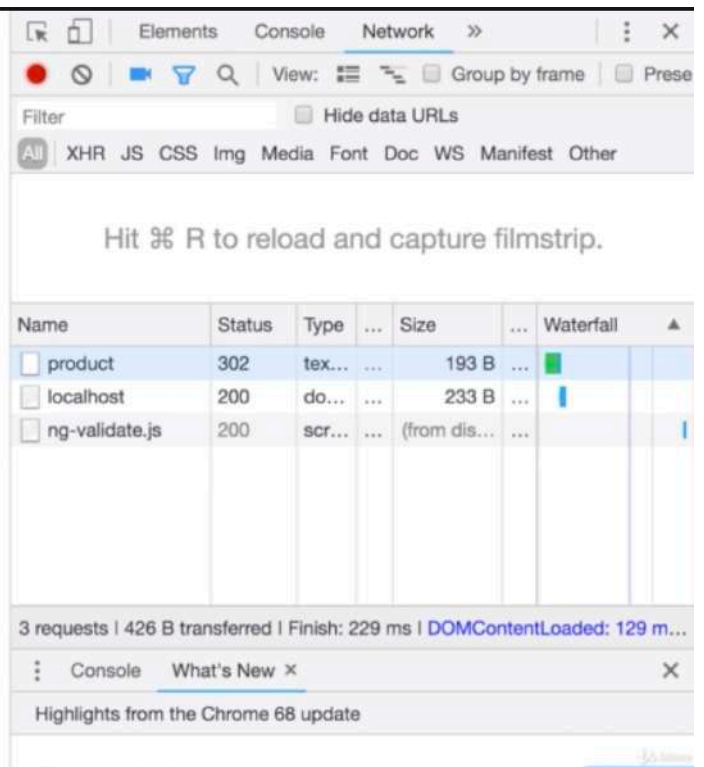 Elements Console Network »
View: Group by frame Prese
Filter Hide data URLs
All XHR JS CSS Img Media Font Doc WS Manifest Other
Hit ⌘ R to reload and capture filmstrip.
Name Status Type ... Size ... Waterfall ▲
product 302 tex... ... 193 B ...
localhost 200 do... ... 233 B ...
ng-validate.js 200 scr... ... (from dis... ...
3 requests | 426 B transferred | Finish: 229 ms | DOMContentLoaded: 129 m...
Console What's New ×
Highlights from the Chrome 68 update